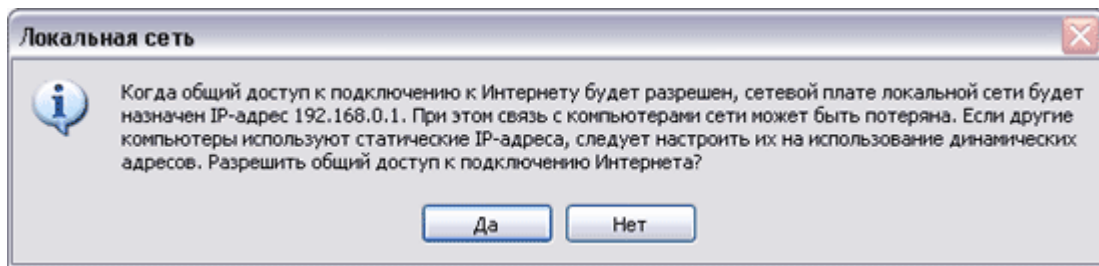 Локальная сеть
Когда общий доступ к подключению к Интернету будет разрешен, сетевой плате локальной сети будет
назначен IP-адрес 192.168.0.1. При этом связь с компьютерами сети может быть потеряна. Если другие
компьютеры используют статические IP-адреса, следует настроить их на использование динамических
адресов. Разрешить общий доступ к подключению Интернета?
Да
Нет